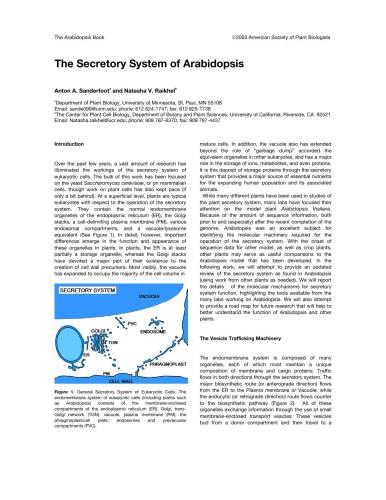 The Arabidopsis Book
©2003 American Society of Plant Biologists
The Secretory System of Arabidopsis
Anton A. Sanderfoot¹ and Natasha V. Raikhel²
Department of Plant Biology, University of Minnesota, St. Paul, MN 55108
Email: sande099@umn.edu; phone: 612 624-1747; fax: 612 625-1738
The Center for Plant Cell Biology, Department of Botany and Plant Sciences, University of California, Riverside, CA 92521
Email: Natasha.raikhel@ucr.edu; phone: 909 787-6370; fax: 909 787-4437
Introduction
Over the past few years, a vast amount of research has
illuminated the workings of the secretory system of
eukaryotic cells. The bulk of this work has been focused
on the yeast Saccharomyces cerevisiae, or on mammalian
cells, though work on plant cells has also kept pace (if
only a bit behind). At a superficial level, plants are typical
eukaryotes with respect to the operation of the secretory
system. They contain the normal endomembrane
organelles of the endoplasmic reticulum (ER), the Golgi
stacks, a cell-delimiting plasma membrane (PM), various
endosomal compartments, and a vacuole/lysosome
equivalent (See Figure 1). In detail, however, important
differences emerge in the function and appearance of
these organelles in plants. In plants, the ER is at least
partially a storage organelle, whereas the Golgi stacks
have devoted a major part of their existence to the
creation of cell wall precursors. Most visibly, the vacuole
has expanded to occupy the majority of the cell volume in
SECRETORY SYSTEM
VACUOLE
PVC
GOLGI
ENDOSOME
TGN
ER
PHRAGMOPLAST
PM
CELL WALL
Figure 1. General Secretory System of Eukaryotic Cells. The
endomembrane system of eukaryotic cells (including plants such
as Arabidopsis) consists of the membrane-enclosed
compartments of the endoplasmic reticulum (ER), Golgi, trans-
Golgi network (TGN), vacuole, plasma membrane (PM), the
phragmoplast/cell plate, endosomes and prevacuolar
compartments (PVC).
mature cells. In addition, the vacuole has also extended
beyond the role of "garbage dump" accorded the
equivalent organelles in other eukaryotes, and has a major
role in the storage of ions, metabolites, and even proteins.
It is this deposit of storage proteins through the secretory
system that provides a major source of essential nutrients
for the expanding human population and its associated
animals.
While many different plants have been used in studies of
the plant secretory system, many labs have focused their
attention on the model plant Arabidopsis thaliana.
Because of the amount of sequence information, both
prior to and (especially) after the recent completion of the
genome, Arabidopsis was an excellent subject for
identifying the molecular machinery required for the
operation of the secretory system. With the onset of
sequence data for other model, as well as crop plants,
other plants may serve as useful comparisons to the
Arabidopsis model that has been developed. In the
following work, we will attempt to provide an updated
review of the secretory system as found in Arabidopsis
(using work from other plants as needed). We will report
the details of the molecular mechanisms for secretory
system function, highlighting the tools available from the
many labs working on Arabidopsis. We will also attempt
to provide a road map for future research that will help to
better understand the function of Arabidopsis and other
plants.
The Vesicle Trafficking Machinery
The endomembrane system is composed of many
organelles, each of which must maintain a unique
composition of membrane and cargo proteins. Traffic
flows in both directions through the secretory system. The
major biosynthetic route (or anterograde direction) flows
from the ER to the Plasma membrane or Vacuole, while
the endocytic (or retrograde direction) route flows counter
to the biosynthetic pathway (Figure 2). All of these
organelles exchange information through the use of small
membrane-enclosed transport vesicles. These vesicles
bud from a donor compartment and then travel to a